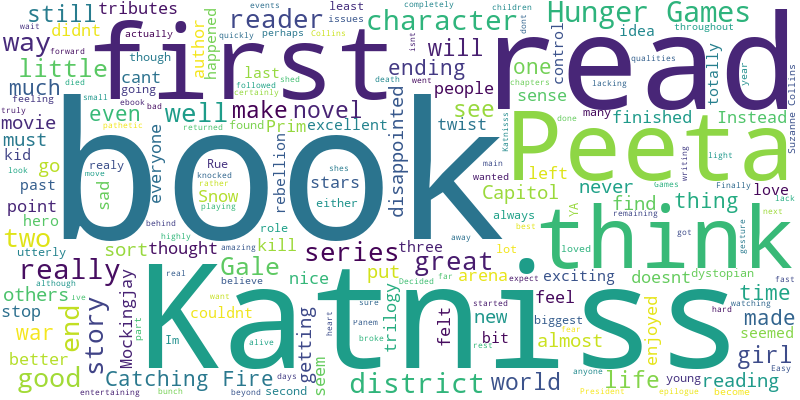 still
tributes
events
least
issues
reader
perhaps
Collins
completely
children
dont
character
Hunger Games
throughout
wait
actually
quickly
isnt
way
didnt
first
read
forward
author
happened
will
idea
control
totally
year
though
one
little
cant
last
ending
chapters
qualities
going
shed
death
people
lacking
Suzanne Collins
much
feeling
died
followed
went
sense
truly
small
ebook
bad
certainly
make
novel
see
many
movie
even
well
finished
Instead
pathetic
returned
found
Prim
excellent
twist
Katnisss
done
must
everyone
book
Peeta
kid
go
realy
Rue
shes
main
writing
light
look
move
knocked
rebellion
disappointed
wanted
left
Games
Finally
past
sad
rather
stars
Capitol
never
love
point
Snow
either
find
thing
lack
hero
playing
always
YA
next
two
behind
role
best
think
remaining
got
gesture
utterly
highly
amazing
away
lot
loved
sort
thought
kill
series
three
really
real
Gale
great
doesnt
dystopian
others
Mockingjay
although
believe
nice
put
arena
exciting
time
stop
live
Katniss
want
Decided
far
expect
fast
war
end
story
part
couldnt
sure
trilogy
felt
started
new
feel
hard
watching
made
Im
alive
heart
Panem
biggest
almost
enjoyed
seemed
better
getting
broke
bit
rest
fear
girl
good
Catching Fire
seem
district
world
anyone
life
young
reading
days
second
Easy
entertaining
bunch
beyond
President
epilogue
become